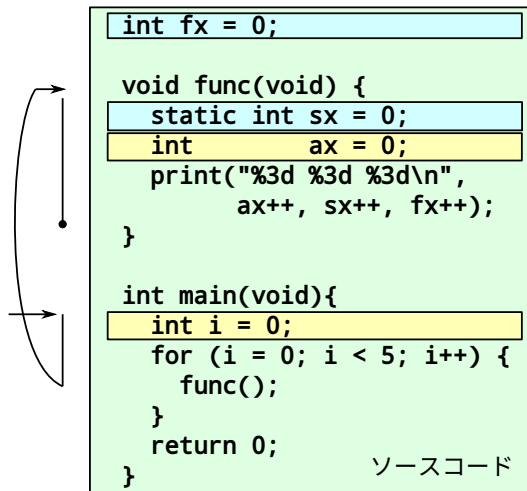 int fx = 0;
void func(void) {
static int sx = 0;
int ax = 0;
print("%3d %3d %3d\n",
ax++, sx++, fx++);
}
int main(void){
int i = 0;
for (i = 0; i < 5; i++) {
func();
}
return 0;
}
ソースコード